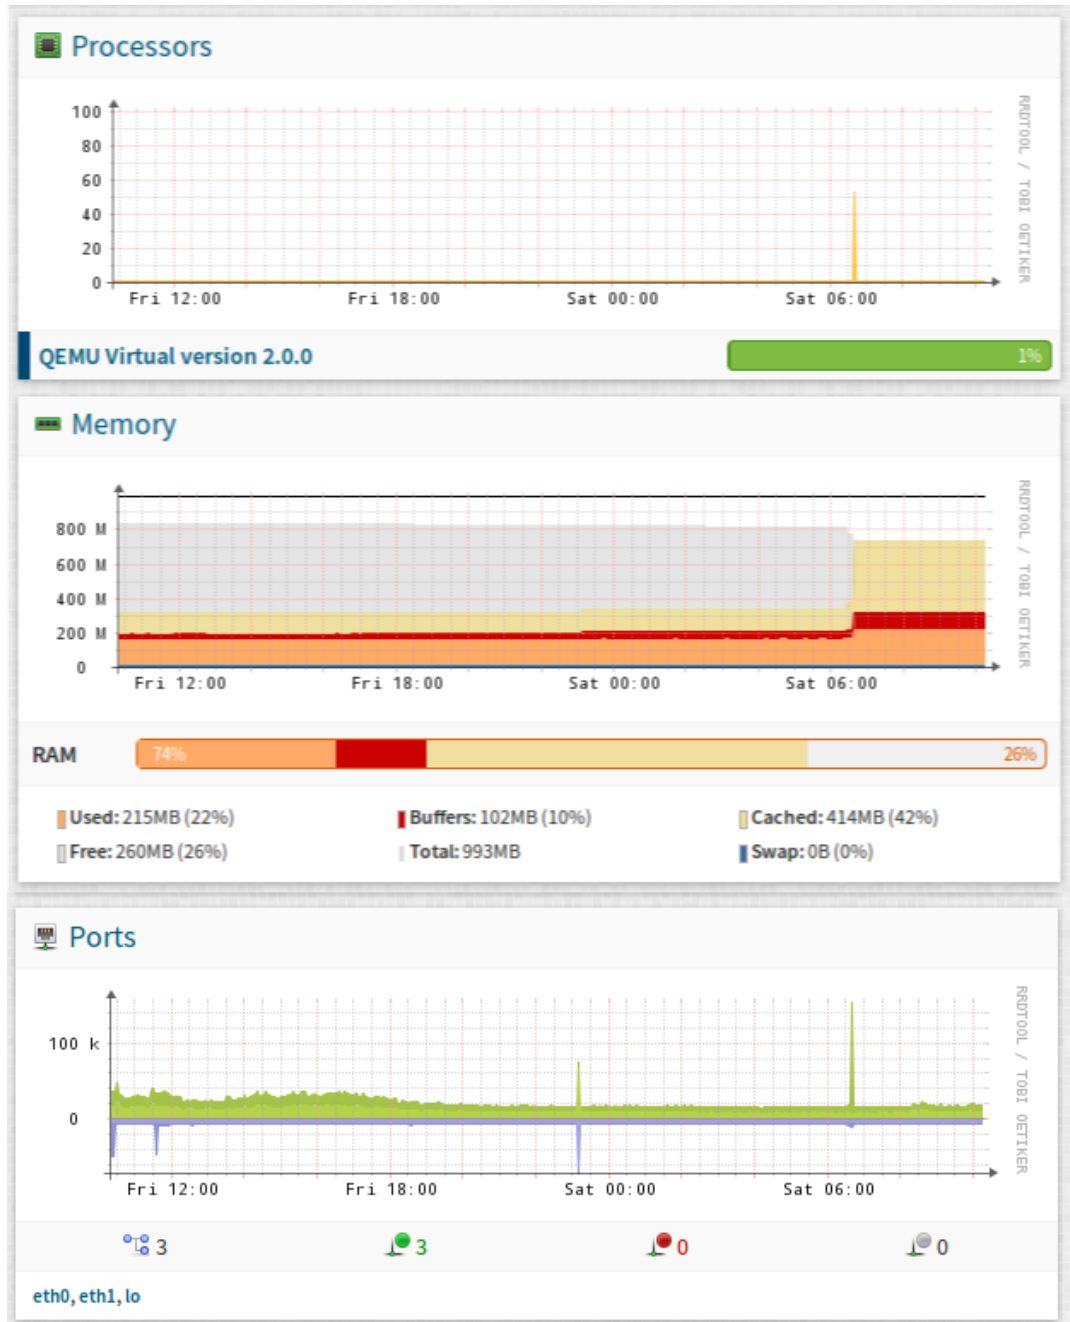 Processors
100
80
60
40
20
0
Fri 12:00 Fri 18:00 Sat 00:00 Sat 06:00
RRDTOOL / TOBI OETIKER
QEMU Virtual version 2.0.0 1%
Memory
800 M
600 M
400 M
200 M
0
Fri 12:00 Fri 18:00 Sat 00:00 Sat 06:00
RRDTOOL / TOBI OETIKER
RAM 74% 26%
Used: 215MB (22%) Buffers: 102MB (10%) Cached: 414MB (42%)
Free: 260MB (26%) Total: 993MB Swap: 0B (0%)
Ports
100 k
0
Fri 12:00 Fri 18:00 Sat 00:00 Sat 06:00
RRDTOOL / TOBI OETIKER
3 3 0 0
eth0, eth1, lo